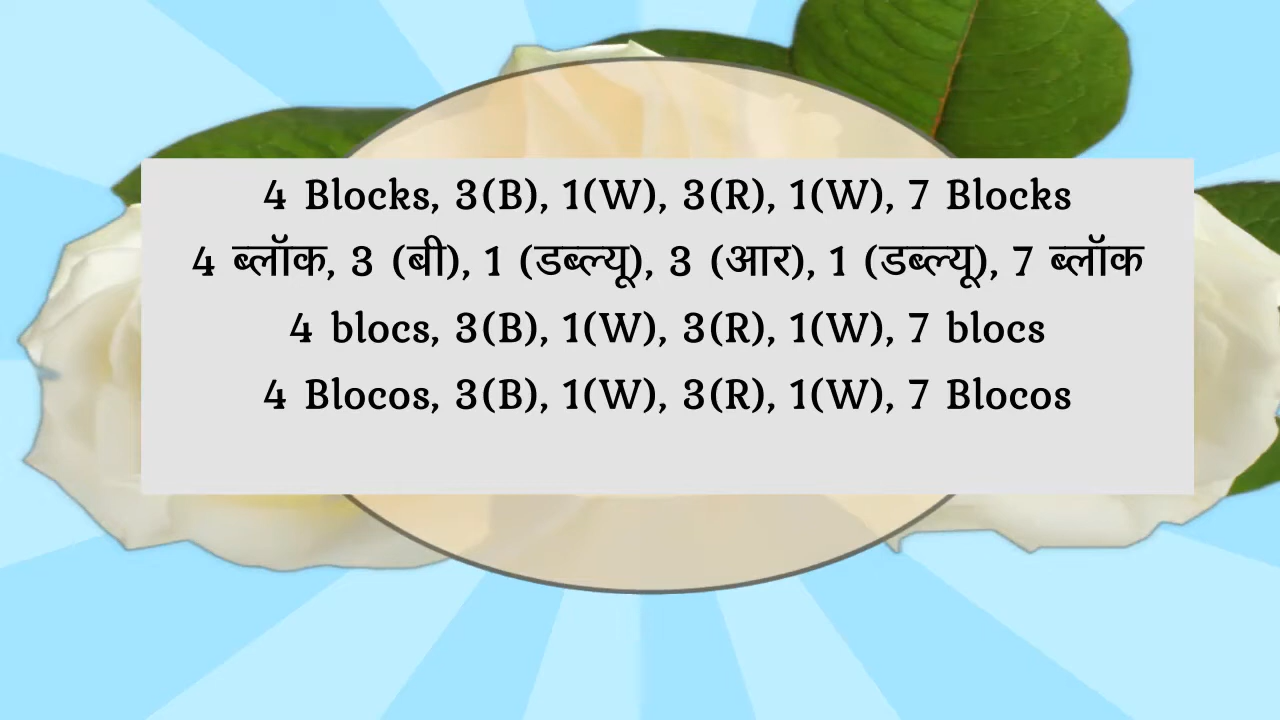 4 Blocks, 3(B), 1(W), 3(R), 1(W), 7 Blocks
4 ब्लॉक, 3 (बी), 1 (डब्ल्यू), 3 (आर), 1 (डब्ल्यू), 7 ब्लॉक
4 blocs, 3(B), 1(W), 3(R), 1(W), 7 blocs
4 Blocos, 3(B), 1(W), 3(R), 1(W), 7 Blocos